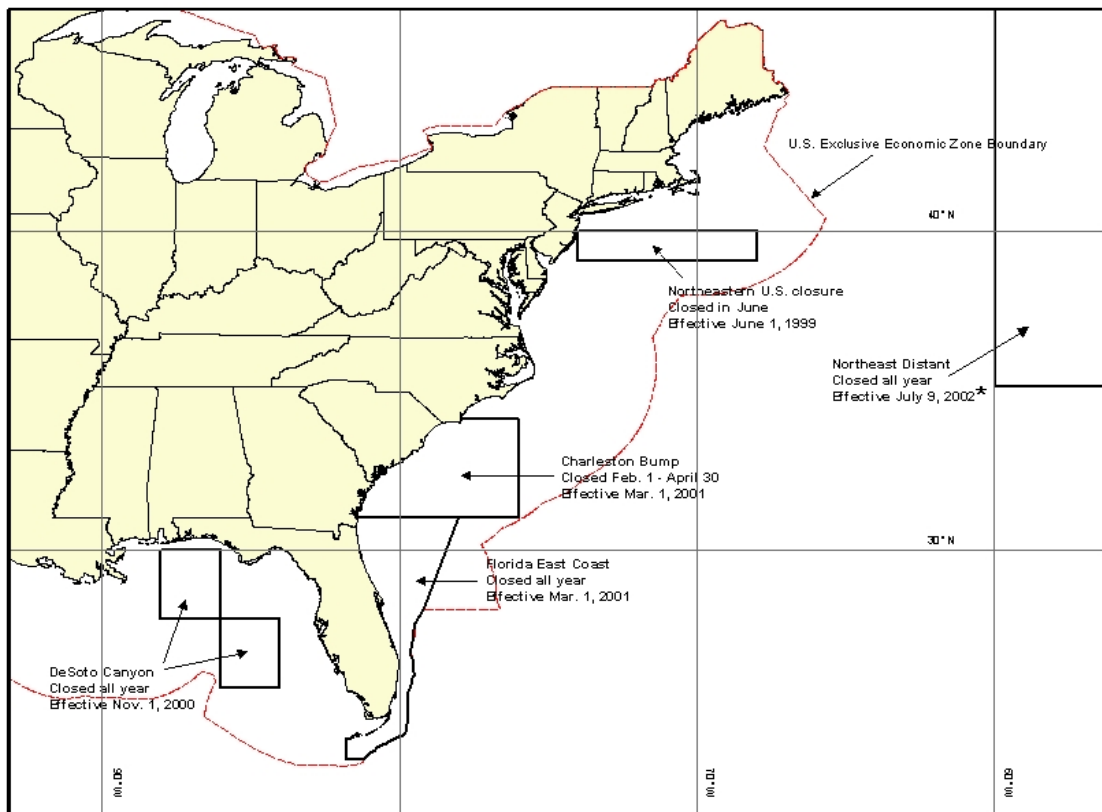 U.S. Exclusive Economic Zone Boundary
40° N
Northeastern U.S. closure
Closed in June
Effective June 1, 1999
Northeast Distant
Closed all year
Effective July 9, 2002*
Charleston Bump
Closed Feb. 1 - April 30
Effective Mar. 1, 2001
30° N
Florida East Coast
Closed all year
Effective Mar. 1, 2001
DeSoto Canyon
Closed all year
Effective Nov. 1, 2000
90°W
70°W
60°W